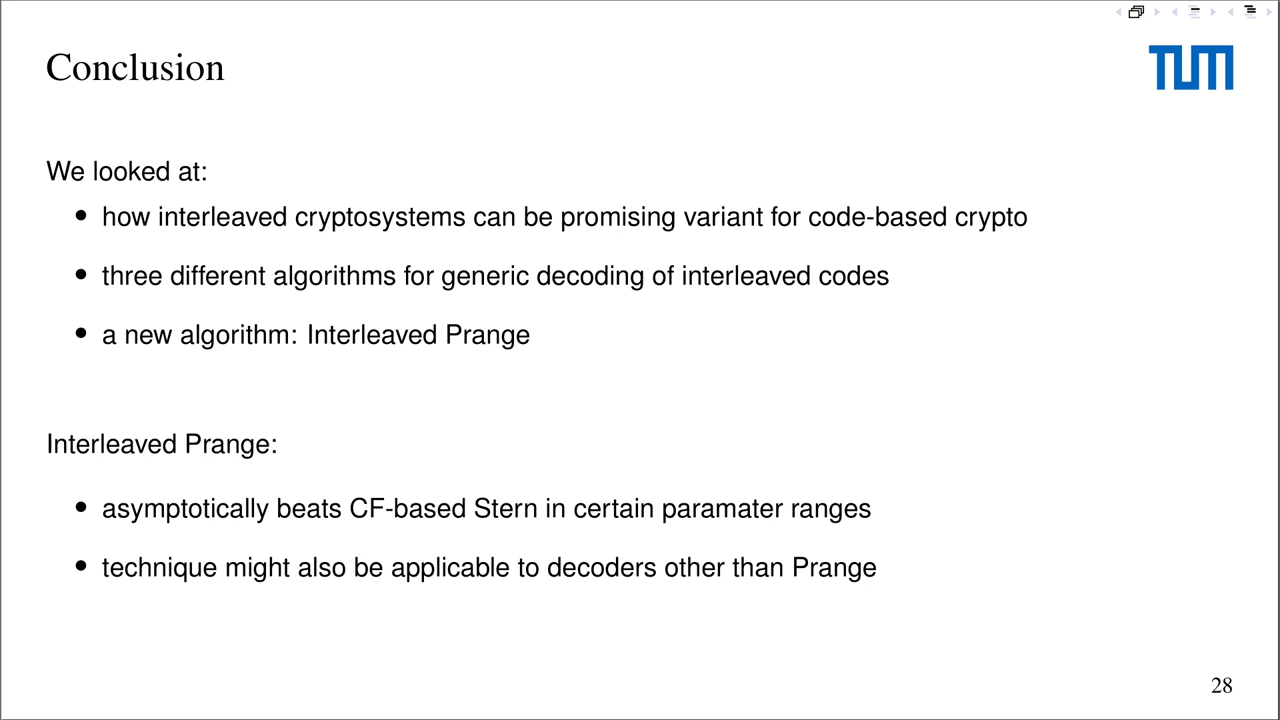 Conclusion
TUM
We looked at:
• how interleaved cryptosystems can be promising variant for code-based crypto
• three different algorithms for generic decoding of interleaved codes
• a new algorithm: Interleaved Prange
Interleaved Prange:
• asymptotically beats CF-based Stern in certain paramater ranges
• technique might also be applicable to decoders other than Prange
28